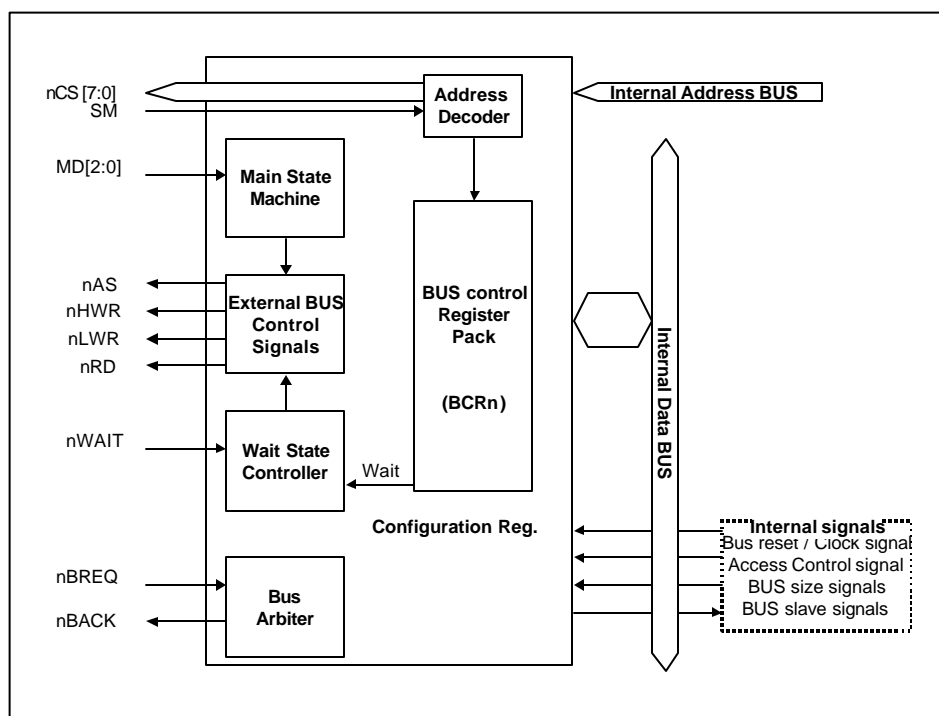 nCS [7:0]
SM
Address
Decoder
Internal Address BUS
MD[2:0]
Main State
Machine
nAS
nHWR
nLWR
nRD
External BUS
Control
Signals
BUS control
Register
Pack
(BCRn)
Internal Data BUS
nWAIT
Wait State
Controller
Wait
Configuration Reg.
Internal signals
Bus reset / Clock signal
Access Control signal
BUS size signals
BUS slave signals
nBREQ
nBACK
Bus
Arbiter